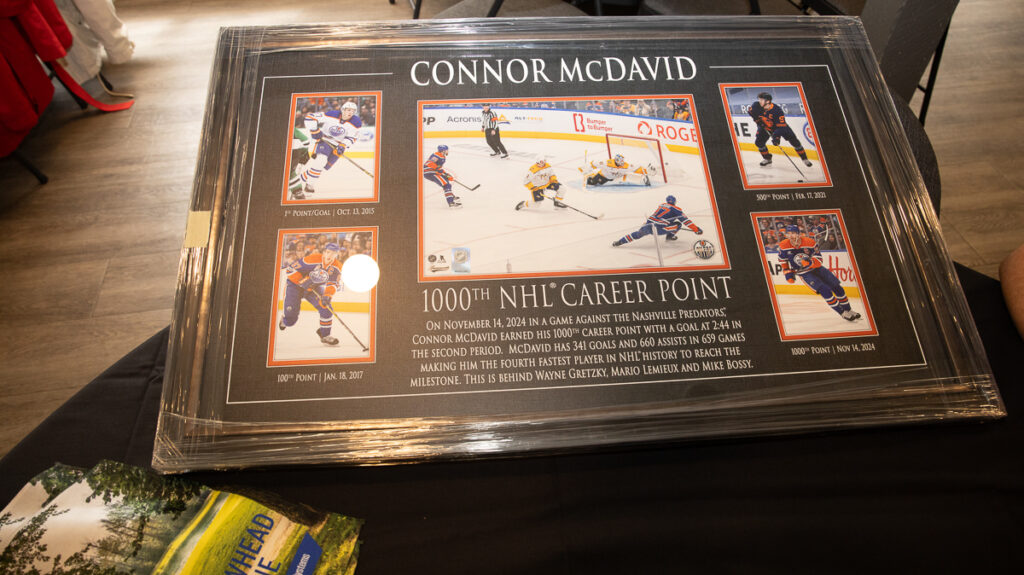 CONNOR McDAVID
Acronis
Bumper
to Bumper
ROGE
1ST POINT/GOAL | OCT. 13, 2015
500TH POINT | FEB. 17, 2021
1000TH NHL® CAREER POINT
ON NOVEMBER 14, 2024 IN A GAME AGAINST THE NASHVILLE PREDATORS,
CONNOR MCDAVID EARNED HIS 1000TH CAREER POINT WITH A GOAL AT 2:44 IN
THE SECOND PERIOD. MCDAVID HAS 341 GOALS AND 660 ASSISTS IN 659 GAMES
MAKING HIM THE FOURTH FASTEST PLAYER IN NHL® HISTORY TO REACH THE
MILESTONE. THIS IS BEHIND WAYNE GRETZKY, MARIO LEMIEUX AND MIKE BOSSY.
100TH POINT | JAN. 18, 2017
1000TH POINT | NOV 14, 2024